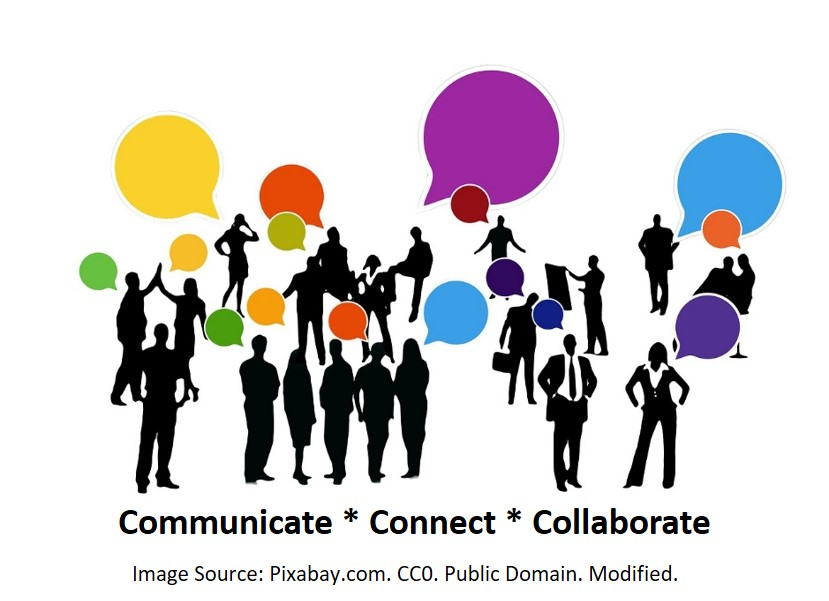 Communicate * Connect * Collaborate
Image Source: Pixabay.com. CC0. Public Domain. Modified.